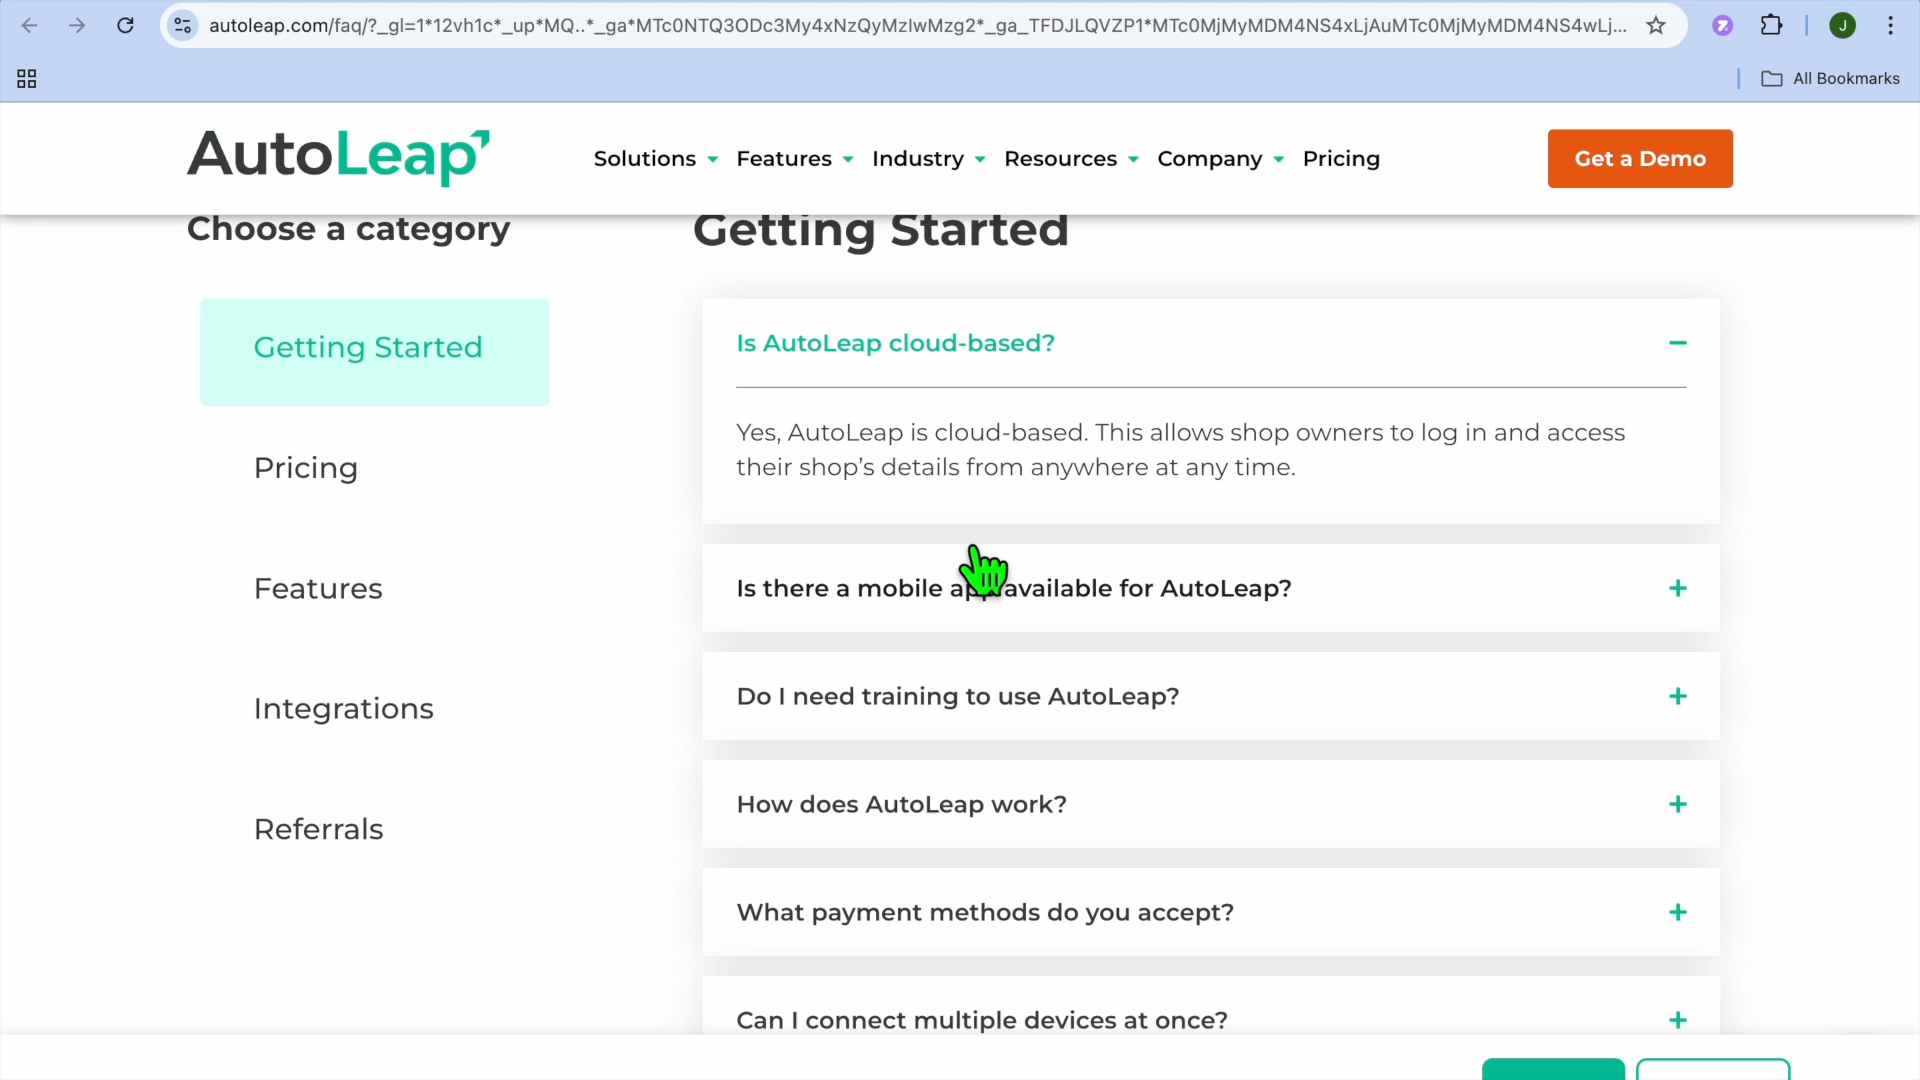 autoleap.com/faq/?_gl=1*12vh1c*_up*MQ..*_ga*MTc0NTQ3ODc3My4xNzQyMzIwMzg2*_ga_TFDJLQVZP1*MTc0MjMyMDM4NS4xLjAuMTc0MjMyMDM4NS4wLj...
J
All Bookmarks
AutoLeap
Solutions
Features
Industry
Resources
Company
Pricing
Get a Demo
Choose a category
Getting Started
Pricing
Features
Integrations
Referrals
Getting Started
Is AutoLeap cloud-based?
Yes, AutoLeap is cloud-based. This allows shop owners to log in and access
their shop's details from anywhere at any time.
Is there a mobile app available for AutoLeap?
Do I need training to use AutoLeap?
How does AutoLeap work?
What payment methods do you accept?
Can I connect multiple devices at once?